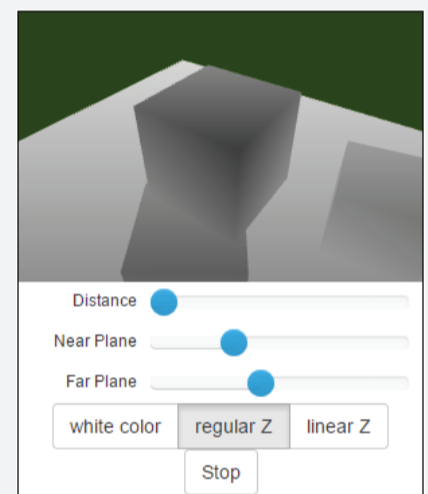 Distance
Near Plane
Far Plane
white color regular Z linear Z
Stop